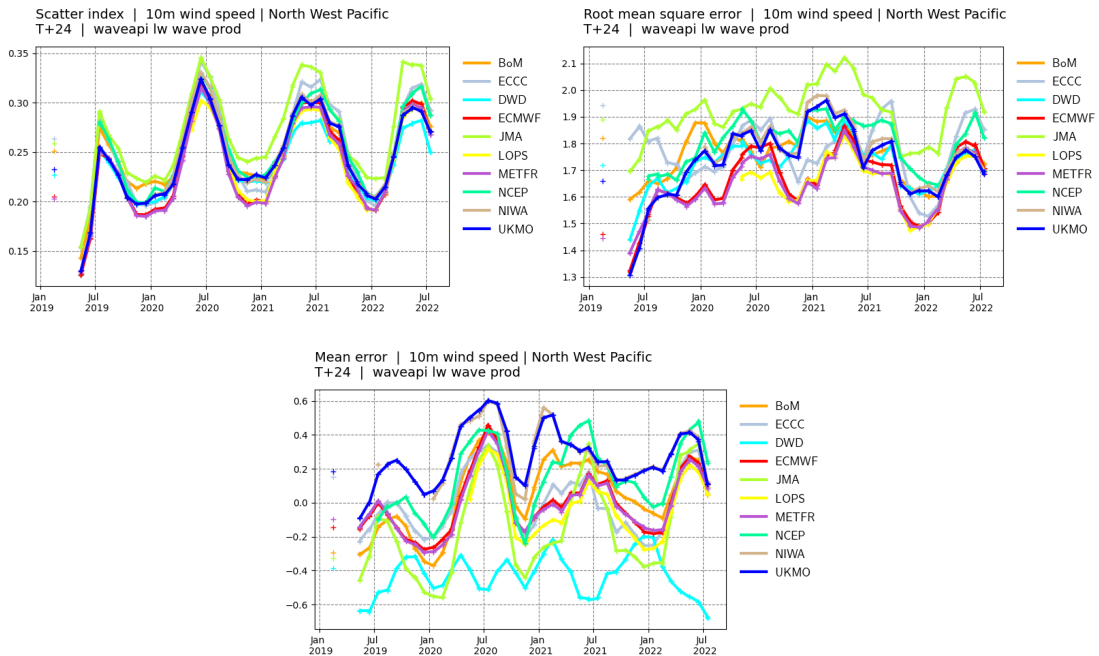 Scatter index | 10m wind speed | North West Pacific
T+24 | waveapi lw wave prod
0.35
0.30
0.25
0.20
0.15
Jan 2019
Jul
Jan 2020
Jul 2020
Jan 2021
Jul 2021
Jan 2022
Jul 2022
BoM
ECCC
DWD
ECMWF
JMA
LOPS
METFR
NCEP
NIWA
UKMO
Root mean square error | 10m wind speed | North West Pacific
T+24 | waveapi lw wave prod
2.1
2.0
1.9
1.8
1.7
1.6
1.5
1.4
1.3
Jan 2019
Jul 2019
Jan 2020
Jul 2020
Jan 2021
Jul 2021
Jan 2022
Jul 2022
BoM
ECCC
DWD
ECMWF
JMA
LOPS
METFR
NCEP
NIWA
UKMO
Mean error | 10m wind speed | North West Pacific
T+24 | waveapi lw wave prod
0.6
0.4
0.2
0.0
−0.2
−0.4
−0.6
Jan 2019
Jul 2019
Jan 2020
Jul 2020
Jan 2021
Jul 2021
Jan 2022
Jul 2022
BoM
ECCC
DWD
ECMWF
JMA
LOPS
METFR
NCEP
NIWA
UKMO